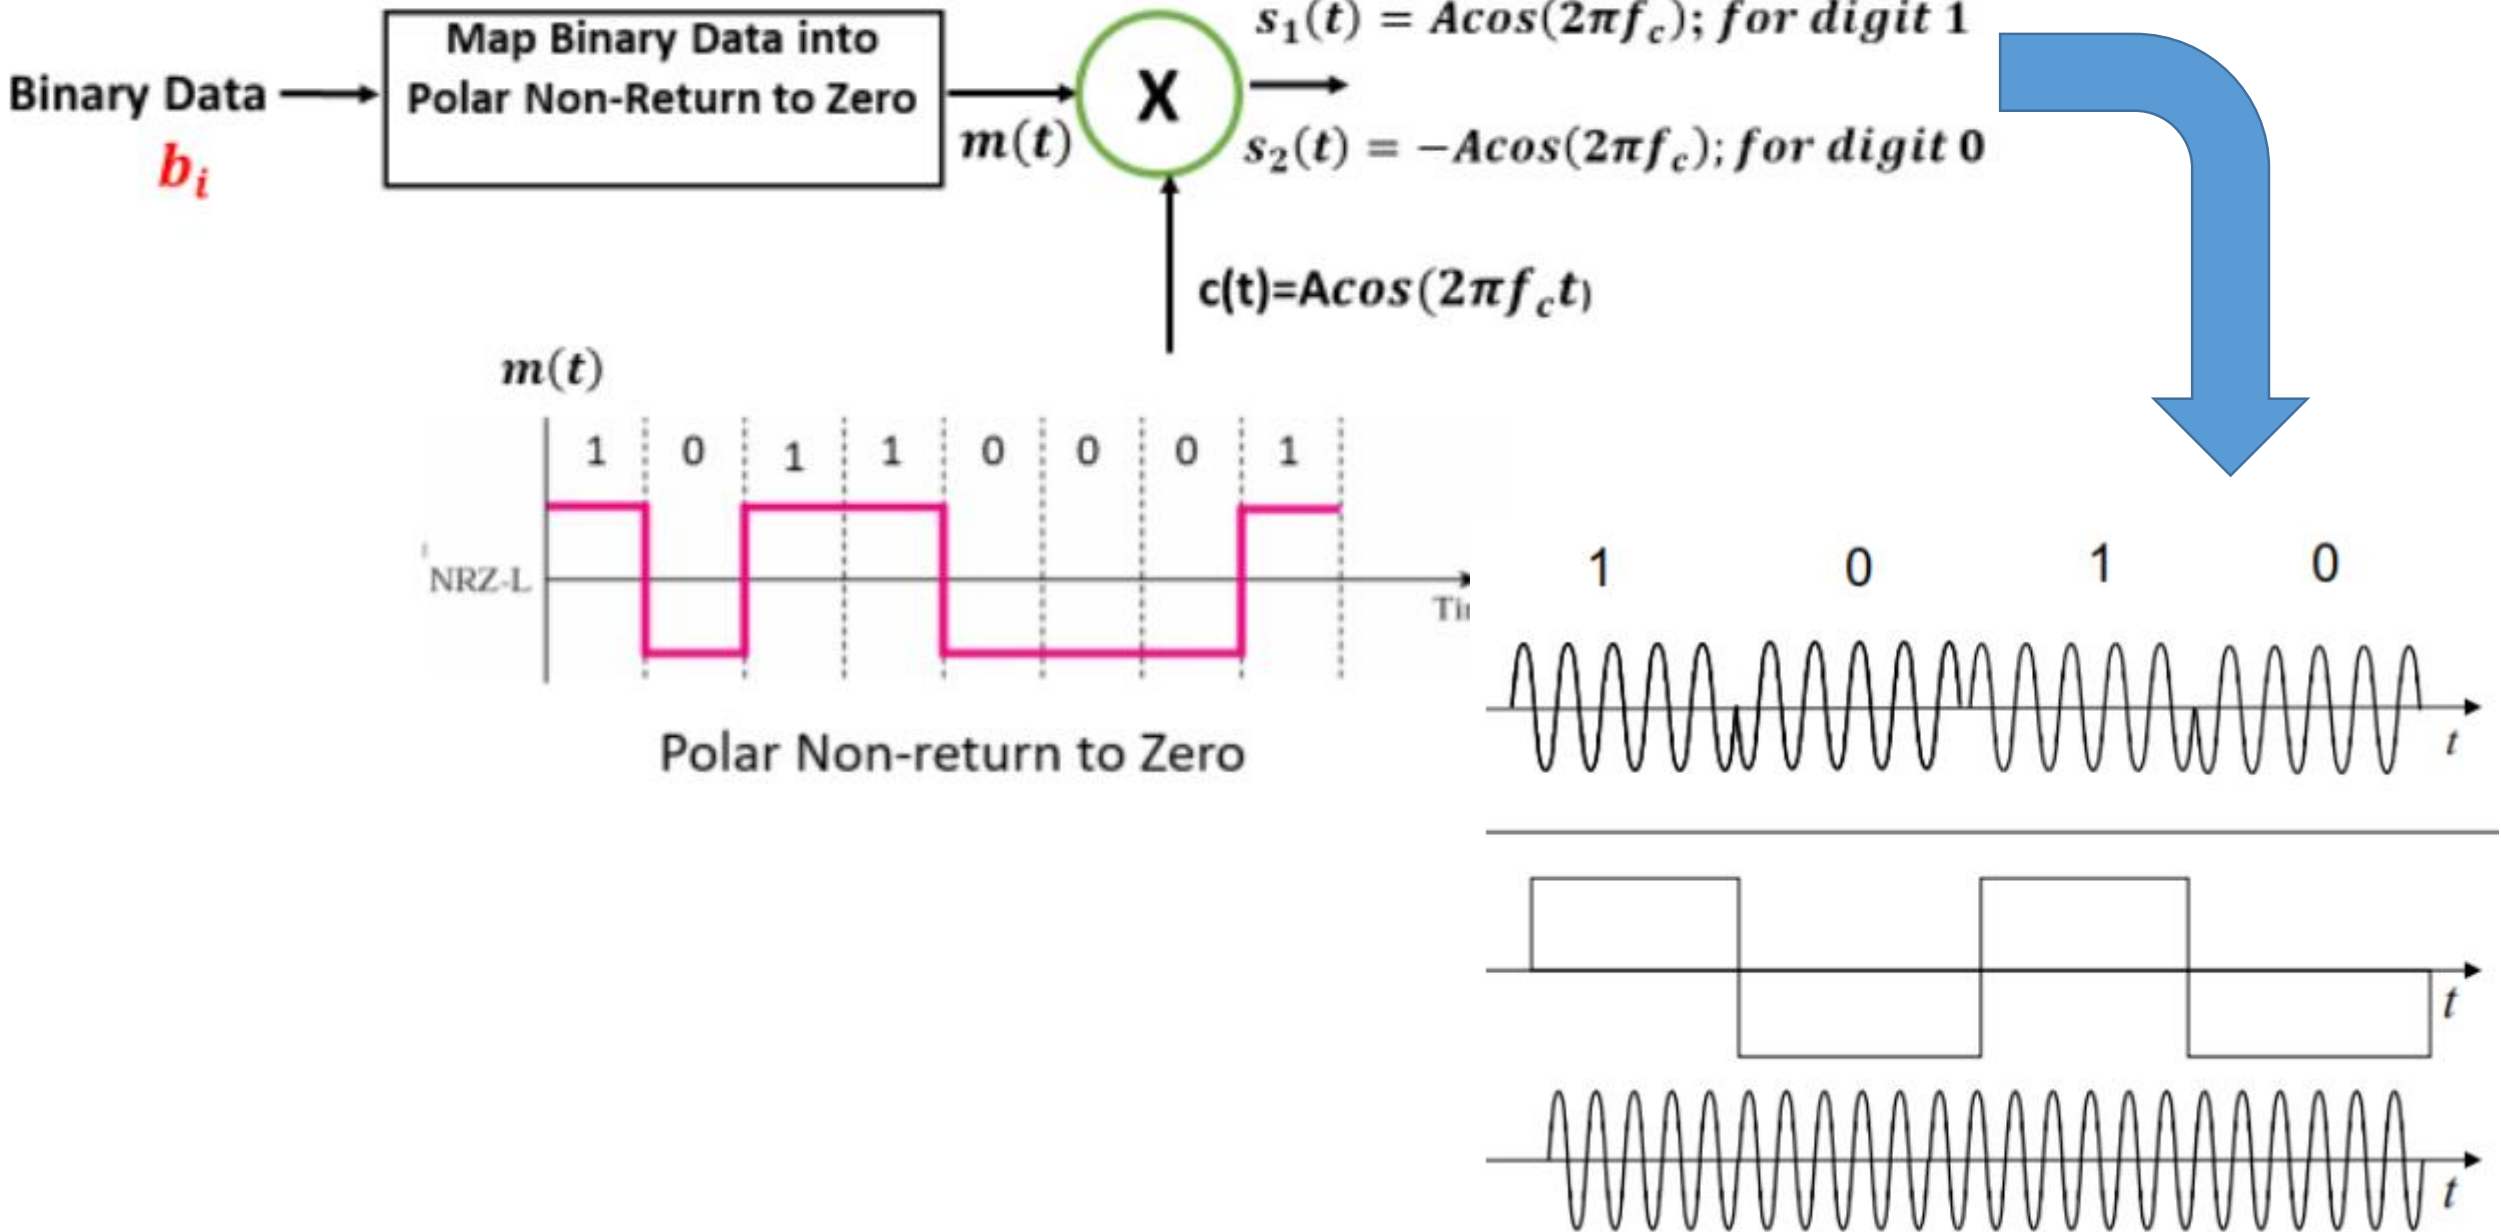 s₁(t) = Acos(2πf_c); for digit 1
Map Binary Data into
Polar Non-Return to Zero
Binary Data
b_i
m(t)
X
s₂(t) = −Acos(2πf_c); for digit 0
c(t)=Acos(2πf_ct)
m(t)
1 0 1 1 0 0 0 1
NRZ-L
Polar Non-return to Zero
1 0 1 0
t
t
t